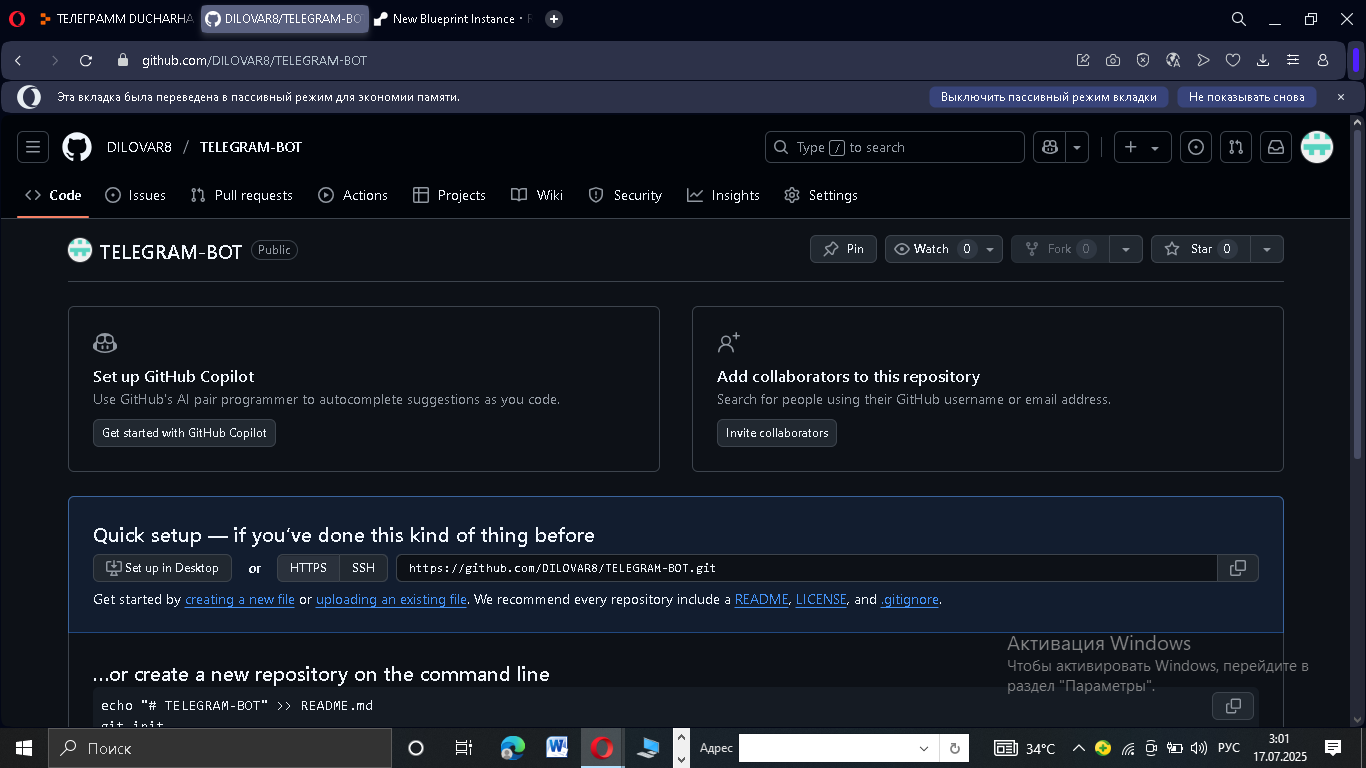 ТЕЛЕГРАММ DUCHARHA
DILOVAR8/TELEGRAM-BO
New Blueprint Instance ・ R
github.com/DILOVAR8/TELEGRAM-BOT
Эта вкладка была переведена в пассивный режим для экономии памяти.
Выключить пассивный режим вкладки
Не показывать снова
DILOVAR8 / TELEGRAM-BOT
Type / to search
Code
Issues
Pull requests
Actions
Projects
Wiki
Security
Insights
Settings
TELEGRAM-BOT Public
Pin
Watch 0
Fork 0
Star 0
Set up GitHub Copilot
Use GitHub's AI pair programmer to autocomplete suggestions as you code.
Get started with GitHub Copilot
Add collaborators to this repository
Search for people using their GitHub username or email address.
Invite collaborators
Quick setup — if you've done this kind of thing before
Set up in Desktop or HTTPS SSH https://github.com/DILOVAR8/TELEGRAM-BOT.git
Get started by creating a new file or uploading an existing file. We recommend every repository include a README, LICENSE, and .gitignore.
…or create a new repository on the command line
echo "# TELEGRAM-BOT" >> README.md
git init
Активация Windows
Чтобы активировать Windows, перейдите в
раздел "Параметры".
Поиск
Адрес
34°C
РУС
3:01
17.07.2025